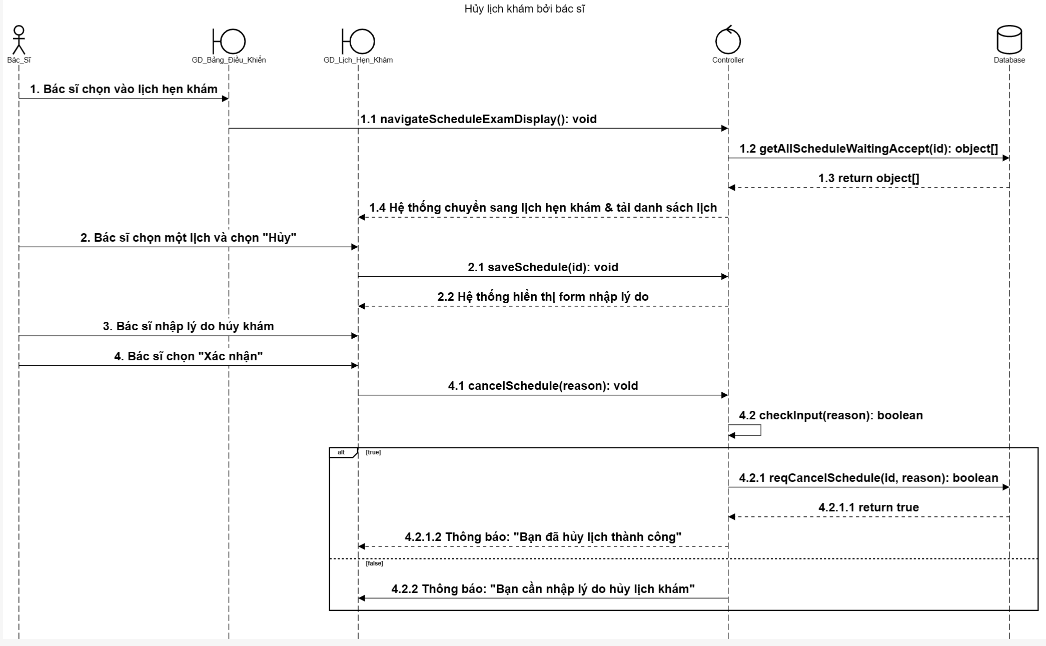 Hủy lịch khám bởi bác sĩ
Bác_Sĩ
GD_Bảng_Điều_Khiển
GD_Lịch_Hẹn_Khám
Controller
Database
1. Bác sĩ chọn vào lịch hẹn khám
1.1 navigateScheduleExamDisplay(): void
1.2 getAllScheduleWaitingAccept(id): object[]
1.3 return object[]
1.4 Hệ thống chuyển sang lịch hẹn khám & tải danh sách lịch
2. Bác sĩ chọn một lịch và chọn "Hủy"
2.1 saveSchedule(id): void
2.2 Hệ thống hiển thị form nhập lý do
3. Bác sĩ nhập lý do hủy khám
4. Bác sĩ chọn "Xác nhận"
4.1 cancelSchedule(reason): void
4.2 checkInput(reason): boolean
alt
[true]
4.2.1 reqCancelSchedule(id, reason): boolean
4.2.1.1 return true
4.2.1.2 Thông báo: "Bạn đã hủy lịch thành công"
[false]
4.2.2 Thông báo: "Bạn cần nhập lý do hủy lịch khám"